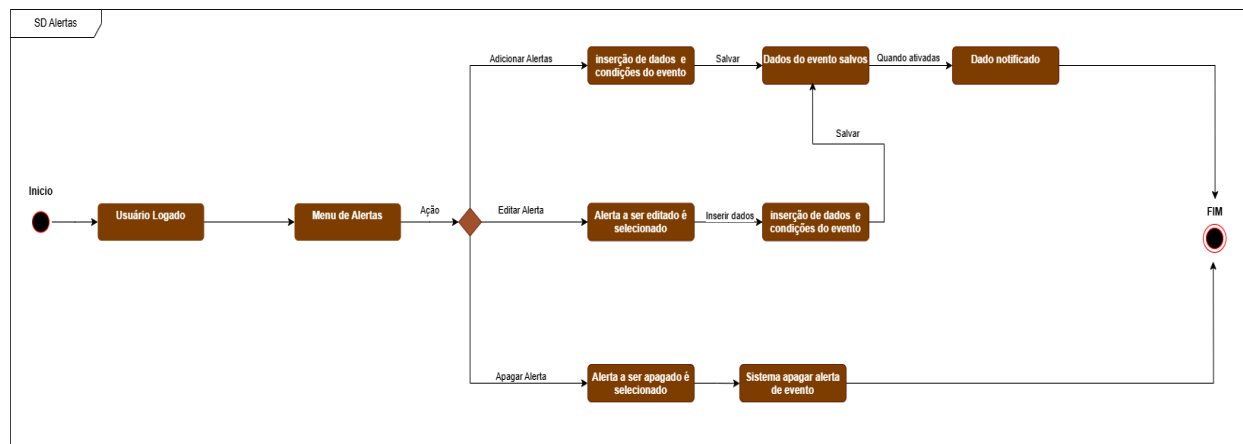 SD Alertas
Adicionar Alertas
inserção de dados e
condições do evento
Salvar
Dados do evento salvos
Quando ativadas
Dado notificado
Salvar
Inicio
Usuário Logado
Menu de Alertas
Ação
Editar Alerta
Alerta a ser editado é
selecionado
Inserir dados
inserção de dados e
condições do evento
FIM
Apagar Alerta
Alerta a ser apagado é
selecionado
Sistema apagar alerta
de evento